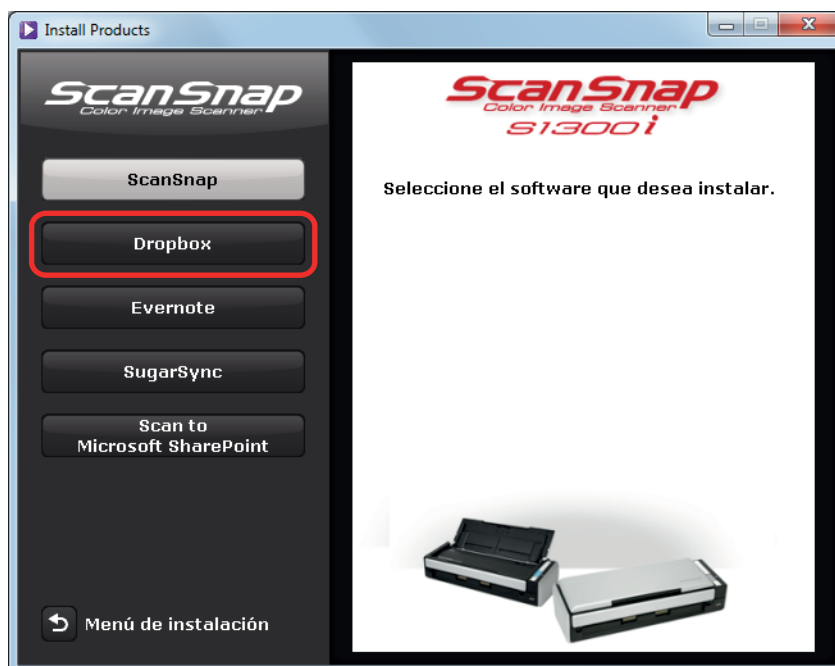 Install Products
ScanSnap
Color Image Scanner
ScanSnap
Dropbox
Evernote
SugarSync
Scan to
Microsoft SharePoint
Menú de instalación
ScanSnap
Color Image Scanner
S1300i
Seleccione el software que desea instalar.